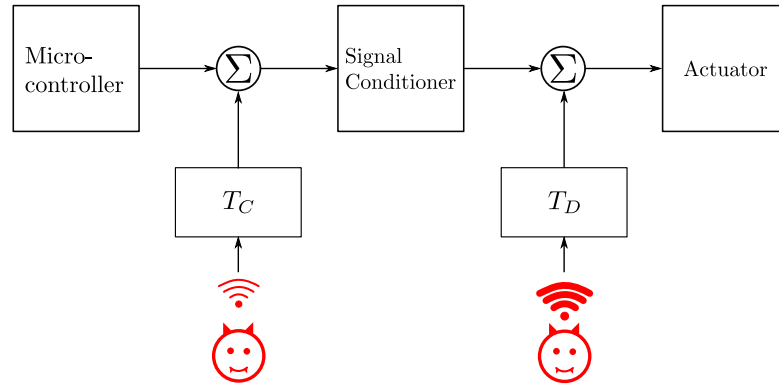 Micro-
controller
Σ
Signal
Conditioner
Σ
Actuator
T_C
T_D